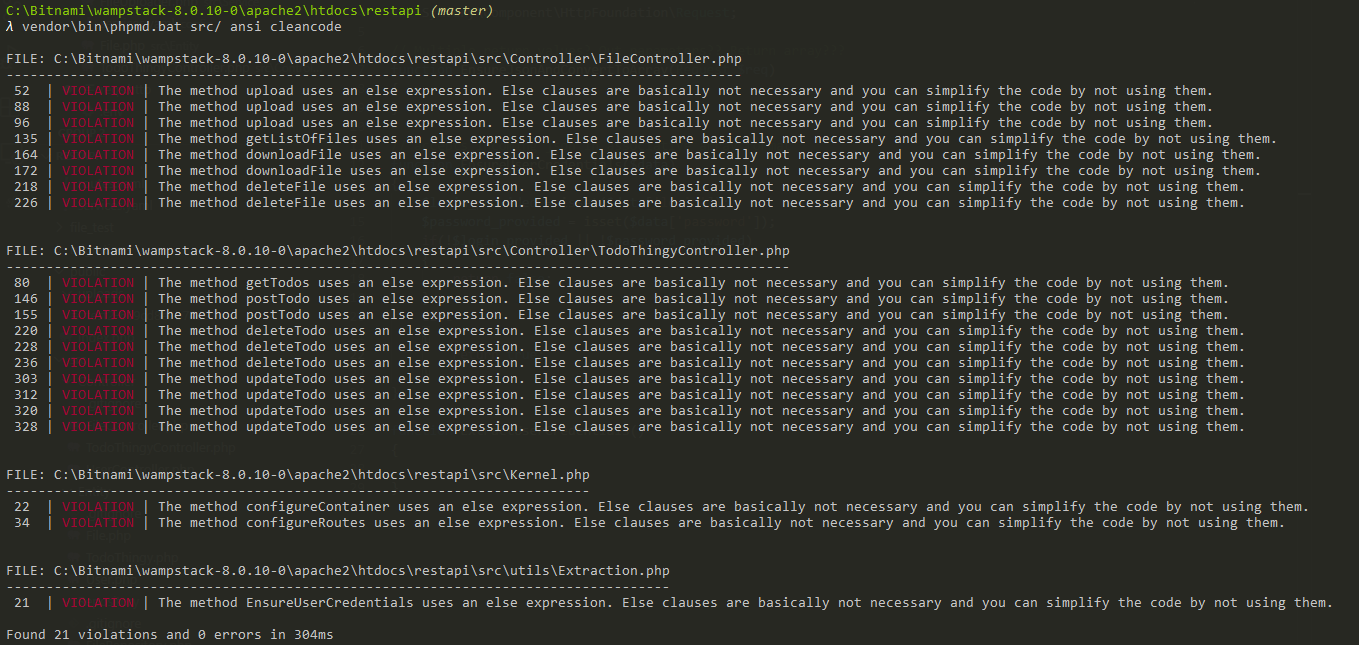 C:\Bitnami\wampstack-8.0.10-0\apache2\htdocs\restapi (master)
λ vendor\bin\phpmd.bat src/ ansi cleancode
FILE: C:\Bitnami\wampstack-8.0.10-0\apache2\htdocs\restapi\src\Controller\FileController.php
--------------------------------------------------------------------------------------------
52 | VIOLATION | The method upload uses an else expression. Else clauses are basically not necessary and you can simplify the code by not using them.
88 | VIOLATION | The method upload uses an else expression. Else clauses are basically not necessary and you can simplify the code by not using them.
96 | VIOLATION | The method upload uses an else expression. Else clauses are basically not necessary and you can simplify the code by not using them.
135 | VIOLATION | The method getListOfFiles uses an else expression. Else clauses are basically not necessary and you can simplify the code by not using them.
164 | VIOLATION | The method downloadFile uses an else expression. Else clauses are basically not necessary and you can simplify the code by not using them.
172 | VIOLATION | The method downloadFile uses an else expression. Else clauses are basically not necessary and you can simplify the code by not using them.
218 | VIOLATION | The method deleteFile uses an else expression. Else clauses are basically not necessary and you can simplify the code by not using them.
226 | VIOLATION | The method deleteFile uses an else expression. Else clauses are basically not necessary and you can simplify the code by not using them.
FILE: C:\Bitnami\wampstack-8.0.10-0\apache2\htdocs\restapi\src\Controller\TodoThingyController.php
--------------------------------------------------------------------------------------------------
80 | VIOLATION | The method getTodos uses an else expression. Else clauses are basically not necessary and you can simplify the code by not using them.
146 | VIOLATION | The method postTodo uses an else expression. Else clauses are basically not necessary and you can simplify the code by not using them.
155 | VIOLATION | The method postTodo uses an else expression. Else clauses are basically not necessary and you can simplify the code by not using them.
220 | VIOLATION | The method deleteTodo uses an else expression. Else clauses are basically not necessary and you can simplify the code by not using them.
228 | VIOLATION | The method deleteTodo uses an else expression. Else clauses are basically not necessary and you can simplify the code by not using them.
236 | VIOLATION | The method deleteTodo uses an else expression. Else clauses are basically not necessary and you can simplify the code by not using them.
303 | VIOLATION | The method updateTodo uses an else expression. Else clauses are basically not necessary and you can simplify the code by not using them.
312 | VIOLATION | The method updateTodo uses an else expression. Else clauses are basically not necessary and you can simplify the code by not using them.
320 | VIOLATION | The method updateTodo uses an else expression. Else clauses are basically not necessary and you can simplify the code by not using them.
328 | VIOLATION | The method updateTodo uses an else expression. Else clauses are basically not necessary and you can simplify the code by not using them.
FILE: C:\Bitnami\wampstack-8.0.10-0\apache2\htdocs\restapi\src\Kernel.php
-------------------------------------------------------------------------
22 | VIOLATION | The method configureContainer uses an else expression. Else clauses are basically not necessary and you can simplify the code by not using them.
34 | VIOLATION | The method configureRoutes uses an else expression. Else clauses are basically not necessary and you can simplify the code by not using them.
FILE: C:\Bitnami\wampstack-8.0.10-0\apache2\htdocs\restapi\src\utils\Extraction.php
-----------------------------------------------------------------------------------
21 | VIOLATION | The method EnsureUserCredentials uses an else expression. Else clauses are basically not necessary and you can simplify the code by not using them.
Found 21 violations and 0 errors in 304ms